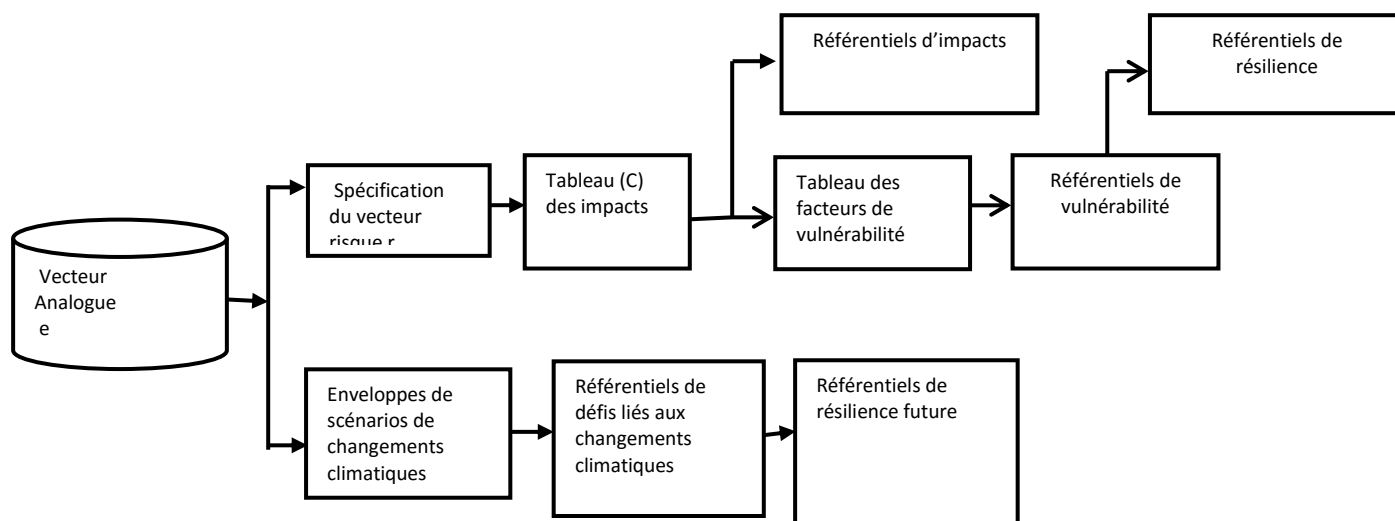 Référentiels d’impacts
Référentiels de
résilience
Spécification
du vecteur
risque r
Tableau (C)
des impacts
Tableau des
facteurs de
vulnérabilité
Référentiels de
vulnérabilité
Vecteur
Analogue
e
Enveloppes de
scénarios de
changements
climatiques
Référentiels de
défis liés aux
changements
climatiques
Référentiels de
résilience future